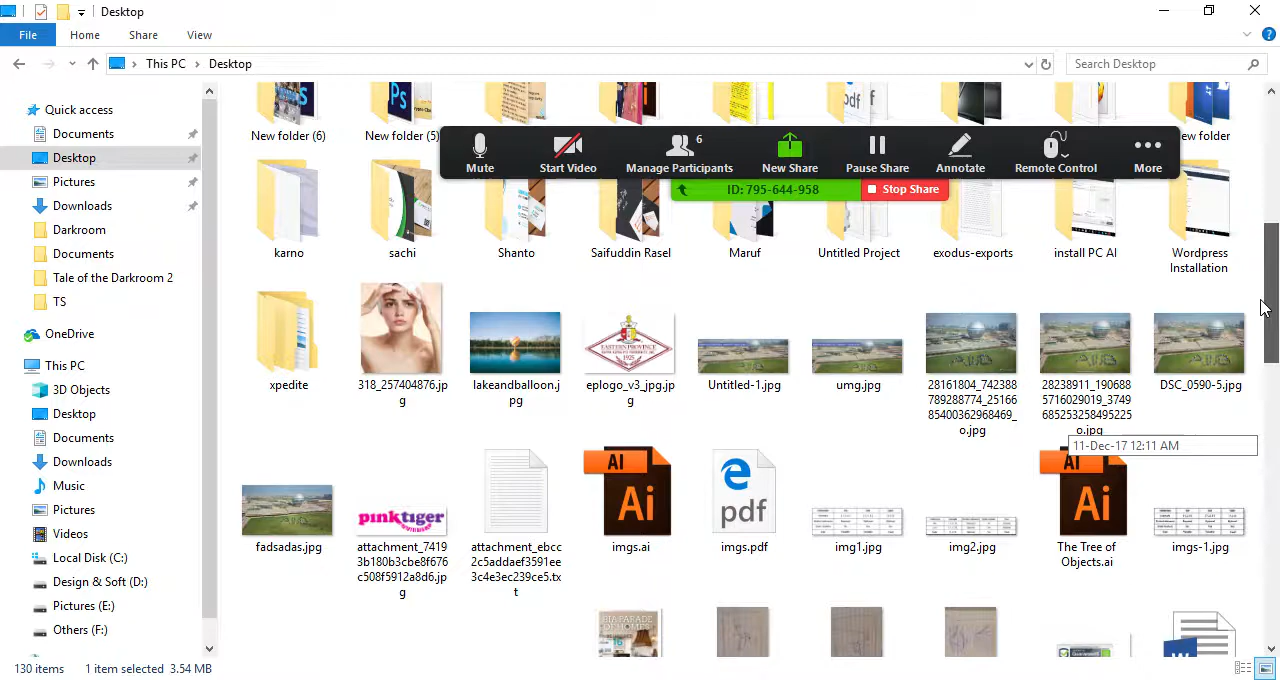 Desktop
File Home Share View
This PC Desktop Search Desktop
Quick access
Documents
Desktop
Pictures
Downloads
Darkroom
Documents
Tale of the Darkroom 2
TS
OneDrive
This PC
3D Objects
Desktop
Documents
Downloads
Music
Pictures
Videos
Local Disk (C:)
Design & Soft (D:)
Pictures (E:)
Others (F:)
New folder (6) New folder (5)
Mute Start Video Manage Participants 6 New Share Pause Share Annotate Remote Control More
ID: 795-644-958 Stop Share
karno sachi Shanto Saifuddin Rasel Maruf Untitled Project exodus-exports install PC AI Wordpress
Installation
xpedite 318_257404876.jp lakeandballoon.j eplogo_v3_jpg.jp Untitled-1.jpg umg.jpg 28161804_742388 28238911_190688 DSC_0590-5.jpg
g pg g 789288774_25166 5716029019_3749
85400362968469_ 685253258495225
o.jpg o.jpg
11-Dec-17 12:11 AM
fadsadas.jpg attachment_7419 attachment_ebcc imgs.ai imgs.pdf img1.jpg img2.jpg The Tree of imgs-1.jpg
3b180b3cbe8f676 2c5addaef3591ee Objects.ai
c508f5912a8d6.jp 3c4e3ec239ce5.tx
g t
130 items 1 item selected 3.54 MB